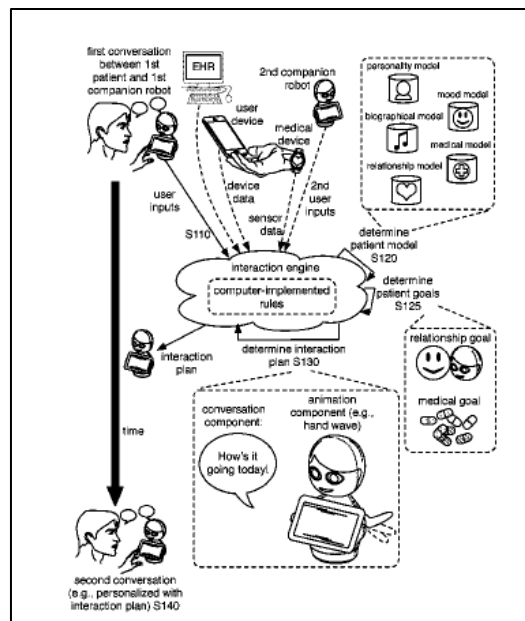 first conversation
between 1st
patient and 1st
companion robot
EHR
2nd companion
robot
user
device
medical
device
personality model
mood model
biographical model
medical model
relationship model
user
inputs
S110
device
data
sensor
data
2nd
user
inputs
determine
patient model
S120
interaction engine
computer-implemented
rules
determine
patient goals
S125
interaction
plan
determine interaction
plan S130
relationship goal
medical goal
time
conversation
component:
animation
component (e.g.,
hand wave)
How's it
going today!
second conversation
(e.g., personalized with
interaction plan) S140